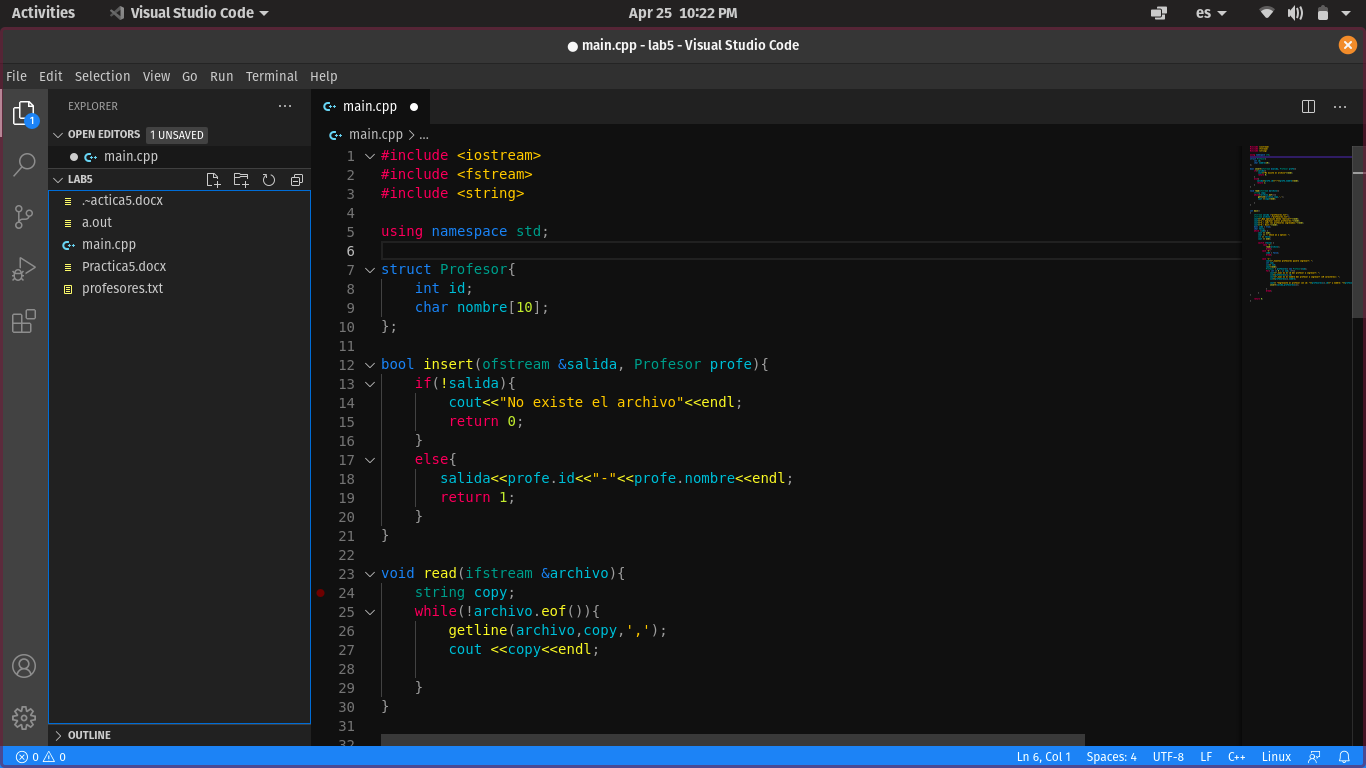 Activities Visual Studio Code Apr 25 10:22 PM es
main.cpp - lab5 - Visual Studio Code
File Edit Selection View Go Run Terminal Help
EXPLORER
OPEN EDITORS 1 UNSAVED
main.cpp
LAB5
.~actica5.docx
a.out
main.cpp
Practica5.docx
profesores.txt
OUTLINE
1
main.cpp
main.cpp > ...
1 #include <iostream>
2 #include <fstream>
3 #include <string>
4
5 using namespace std;
6
7 struct Profesor{
8 int id;
9 char nombre[10];
10 };
11
12 bool insert(ofstream &salida, Profesor profe){
13 if(!salida){
14 cout<<"No existe el archivo"<<endl;
15 return 0;
16 }
17 else{
18 salida<<profe.id<<"-"<<profe.nombre<<endl;
19 return 1;
20 }
21 }
22
23 void read(ifstream &archivo){
24 string copy;
25 while(!archivo.eof()){
26 getline(archivo,copy,',');
27 cout <<copy<<endl;
28
29 }
30 }
31
32
0 0 Ln 6, Col 1 Spaces: 4 UTF-8 LF C++ Linux